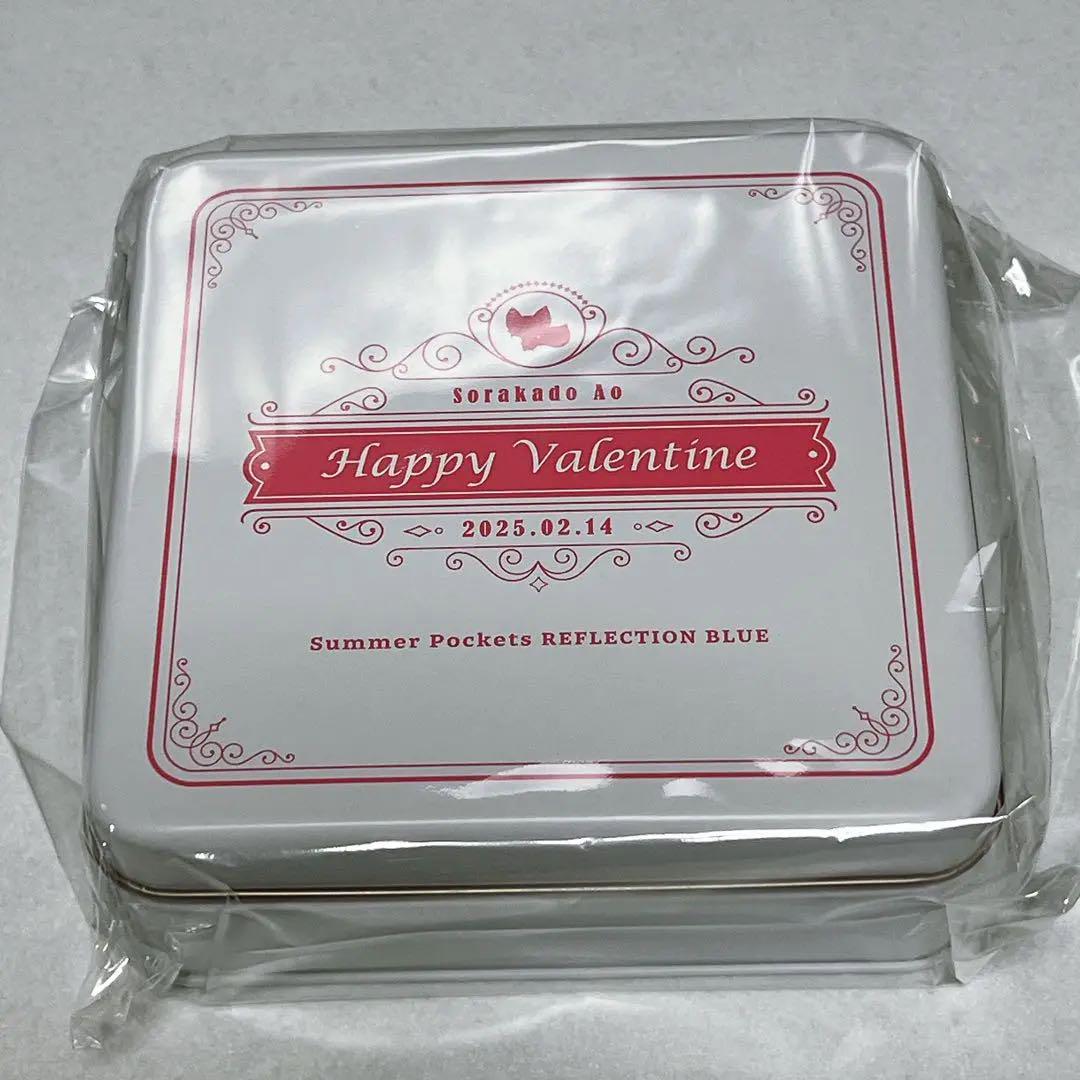 Sorakado Ao
Happy Valentine
2025.02.14
Summer Pockets REFLECTION BLUE